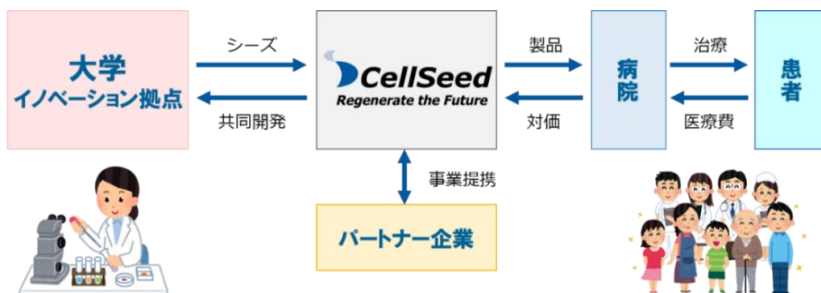 大学
イノベーション拠点
シーズ
共同開発
CellSeed
Regenerate the Future
製品
対価
病院
治療
医療費
患者
事業提携
パートナー企業